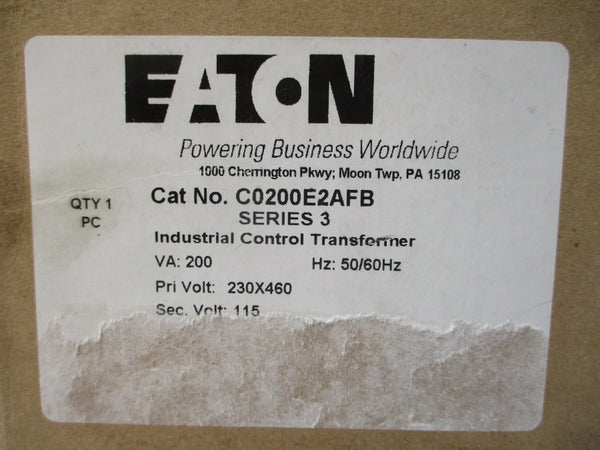 EATON
Powering Business Worldwide
1000 Cherrington Pkwy; Moon Twp, PA 15108
QTY 1
PC
Cat No. C0200E2AFB
SERIES 3
Industrial Control Transformer
VA: 200 Hz: 50/60Hz
Pri Volt: 230X460
Sec. Volt: 115